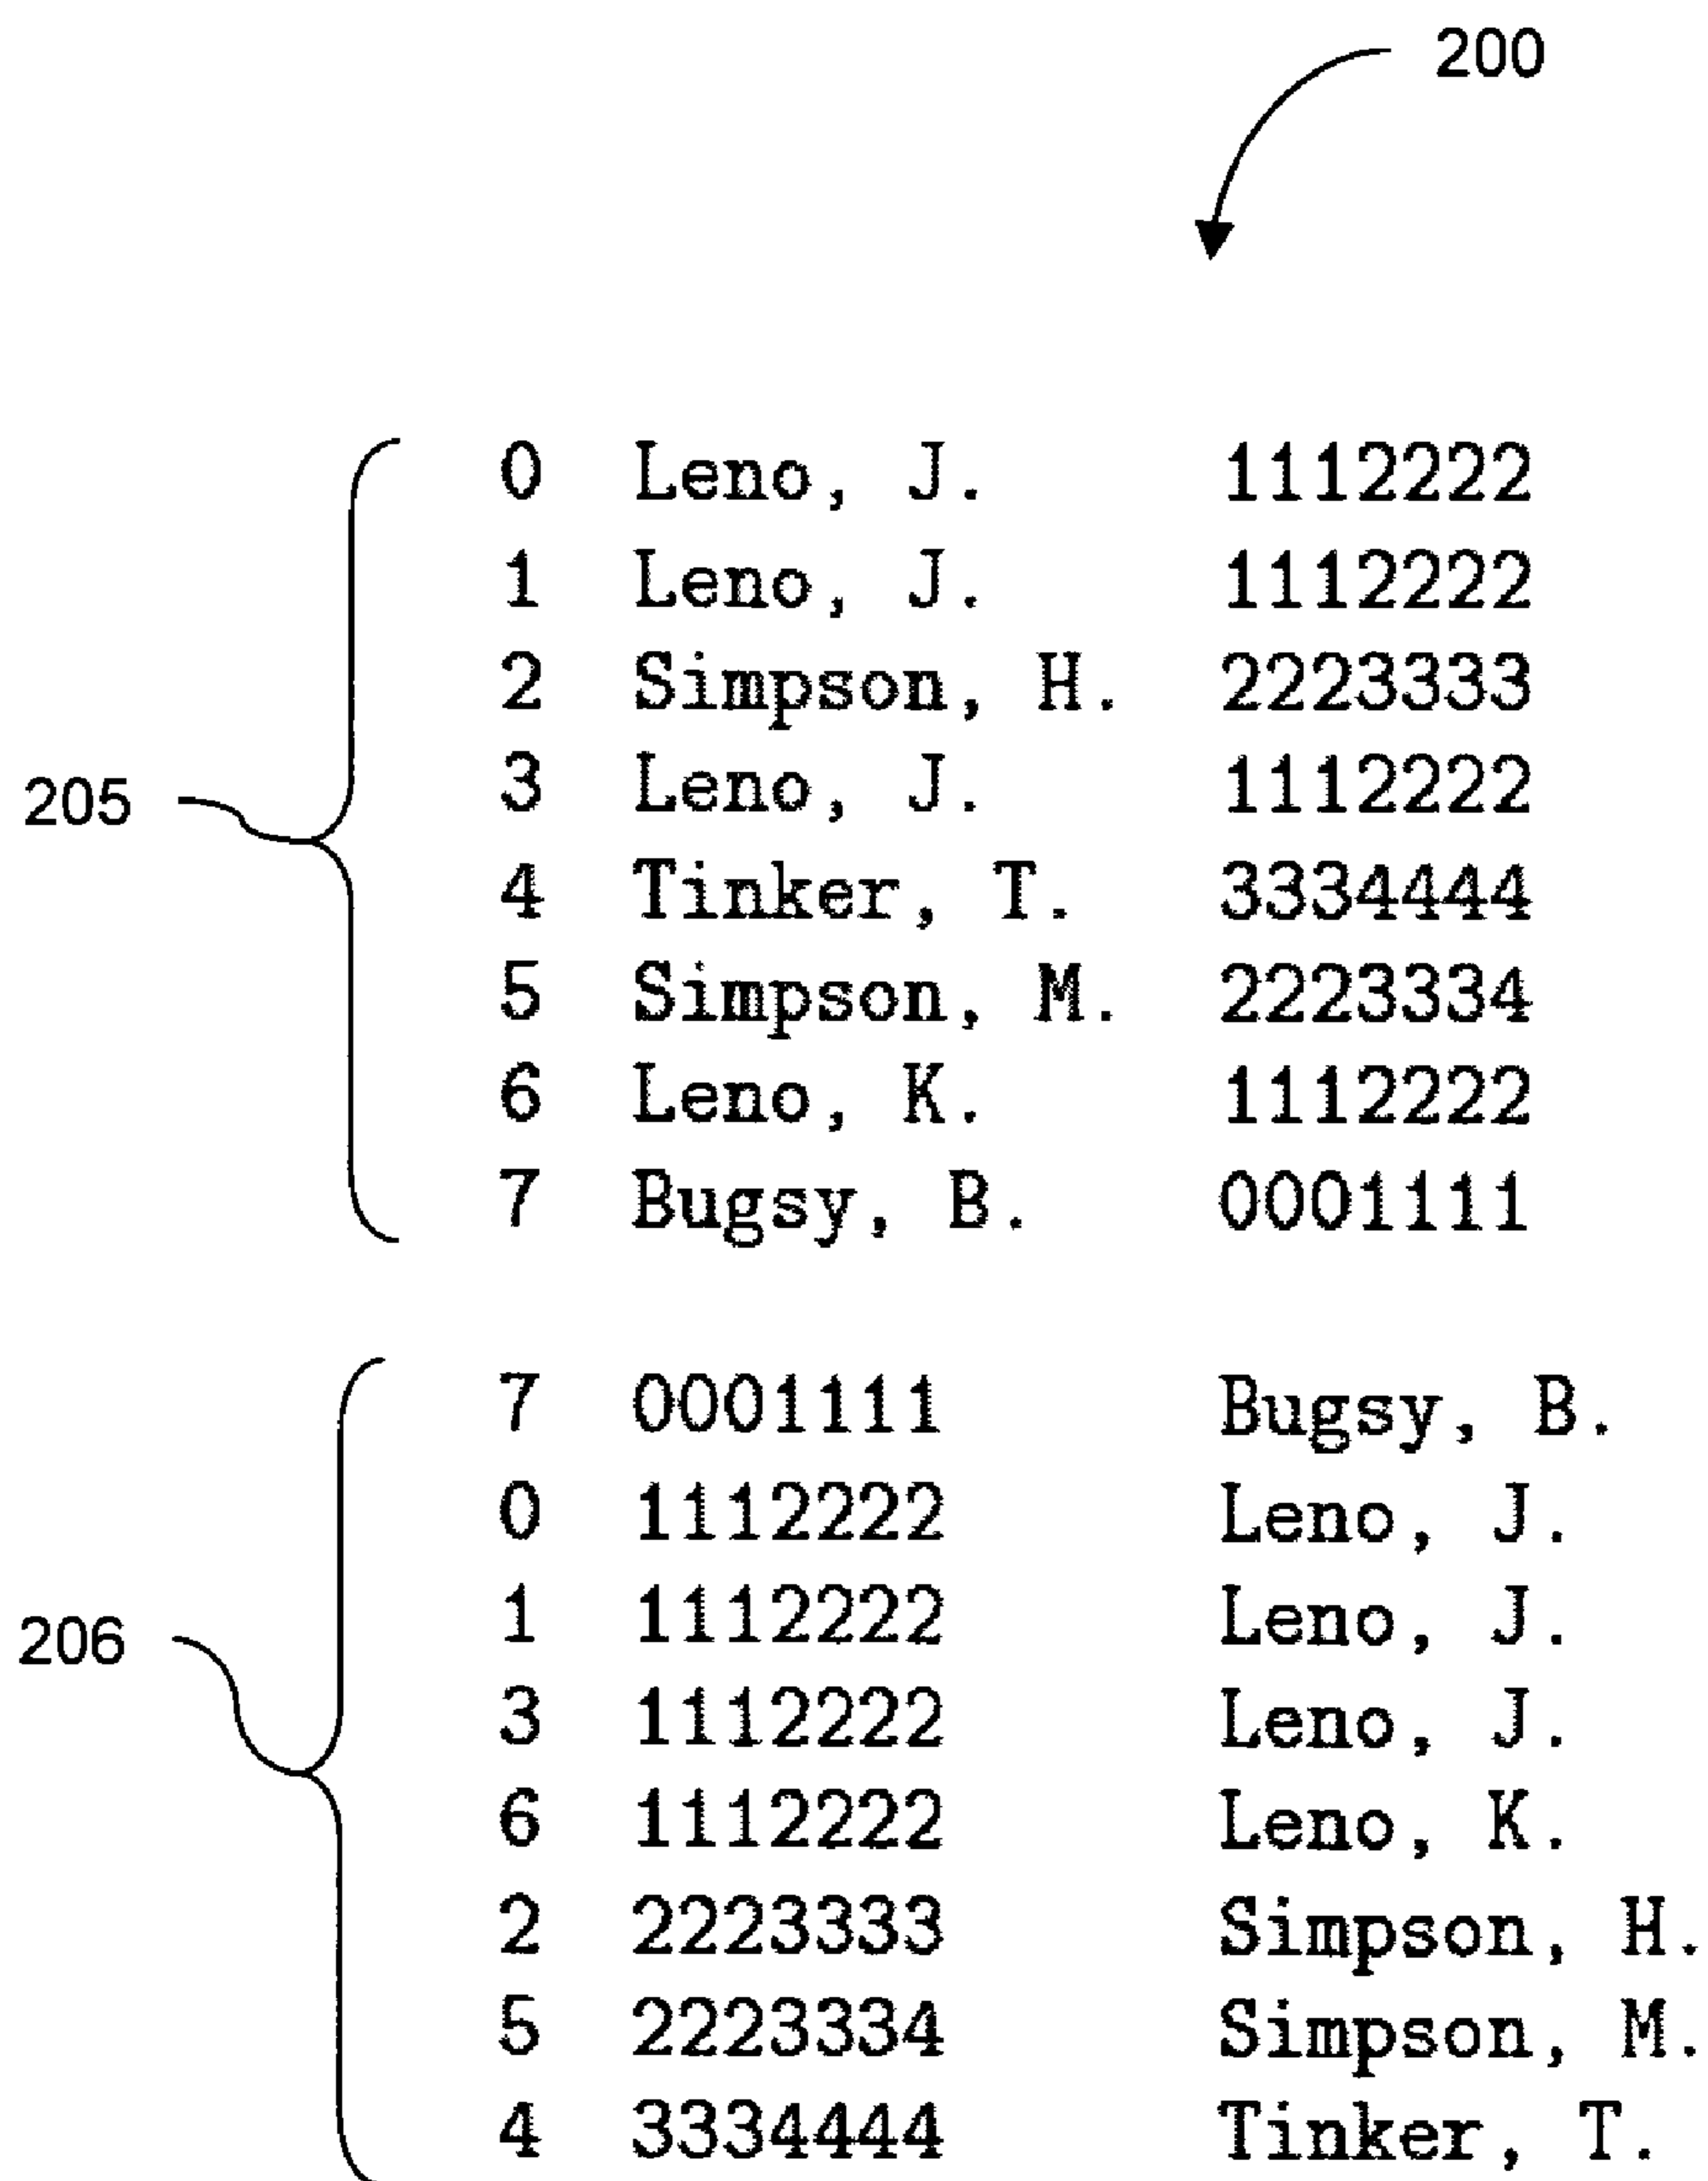 200
0 Leno, J. 1112222
1 Leno, J. 1112222
2 Simpson, H. 2223333
205 3 Leno, J. 1112222
4 Tinker, T. 3334444
5 Simpson, M. 2223334
6 Leno, K. 1112222
7 Bugsy, B. 0001111
7 0001111 Bugsy, B.
0 1112222 Leno, J.
206 1 1112222 Leno, J.
3 1112222 Leno, J.
6 1112222 Leno, K.
2 2223333 Simpson, H.
5 2223334 Simpson, M.
4 3334444 Tinker, T.